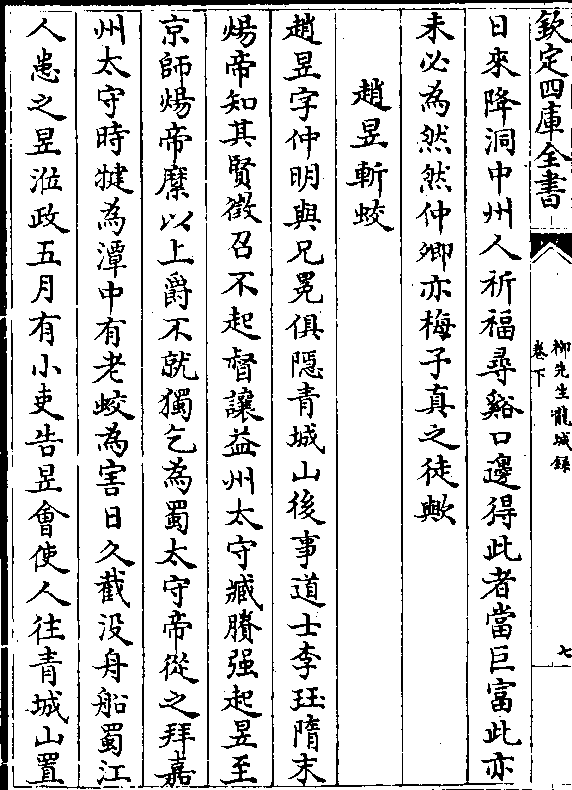 欽定四庫全書
柳先生龍城録
卷下
七
日來降洞中州人祈福尋谿口邊得此者當巨富此亦
未必為然然仲卿亦梅子真之徒歟
趙昱斬蛟
趙昱字仲明與兄冕俱隱青城山後事道士李珏隋末
煬帝知其賢徵召不起督讓益州太守臧賸强起昱至
京師煬帝縻以上爵不就獨乞為蜀太守帝從之拜嘉
州太守時犍為潭中有老蛟為害日久截没舟船蜀江
人患之昱涖政五月有小吏告昱會使人往青城山置